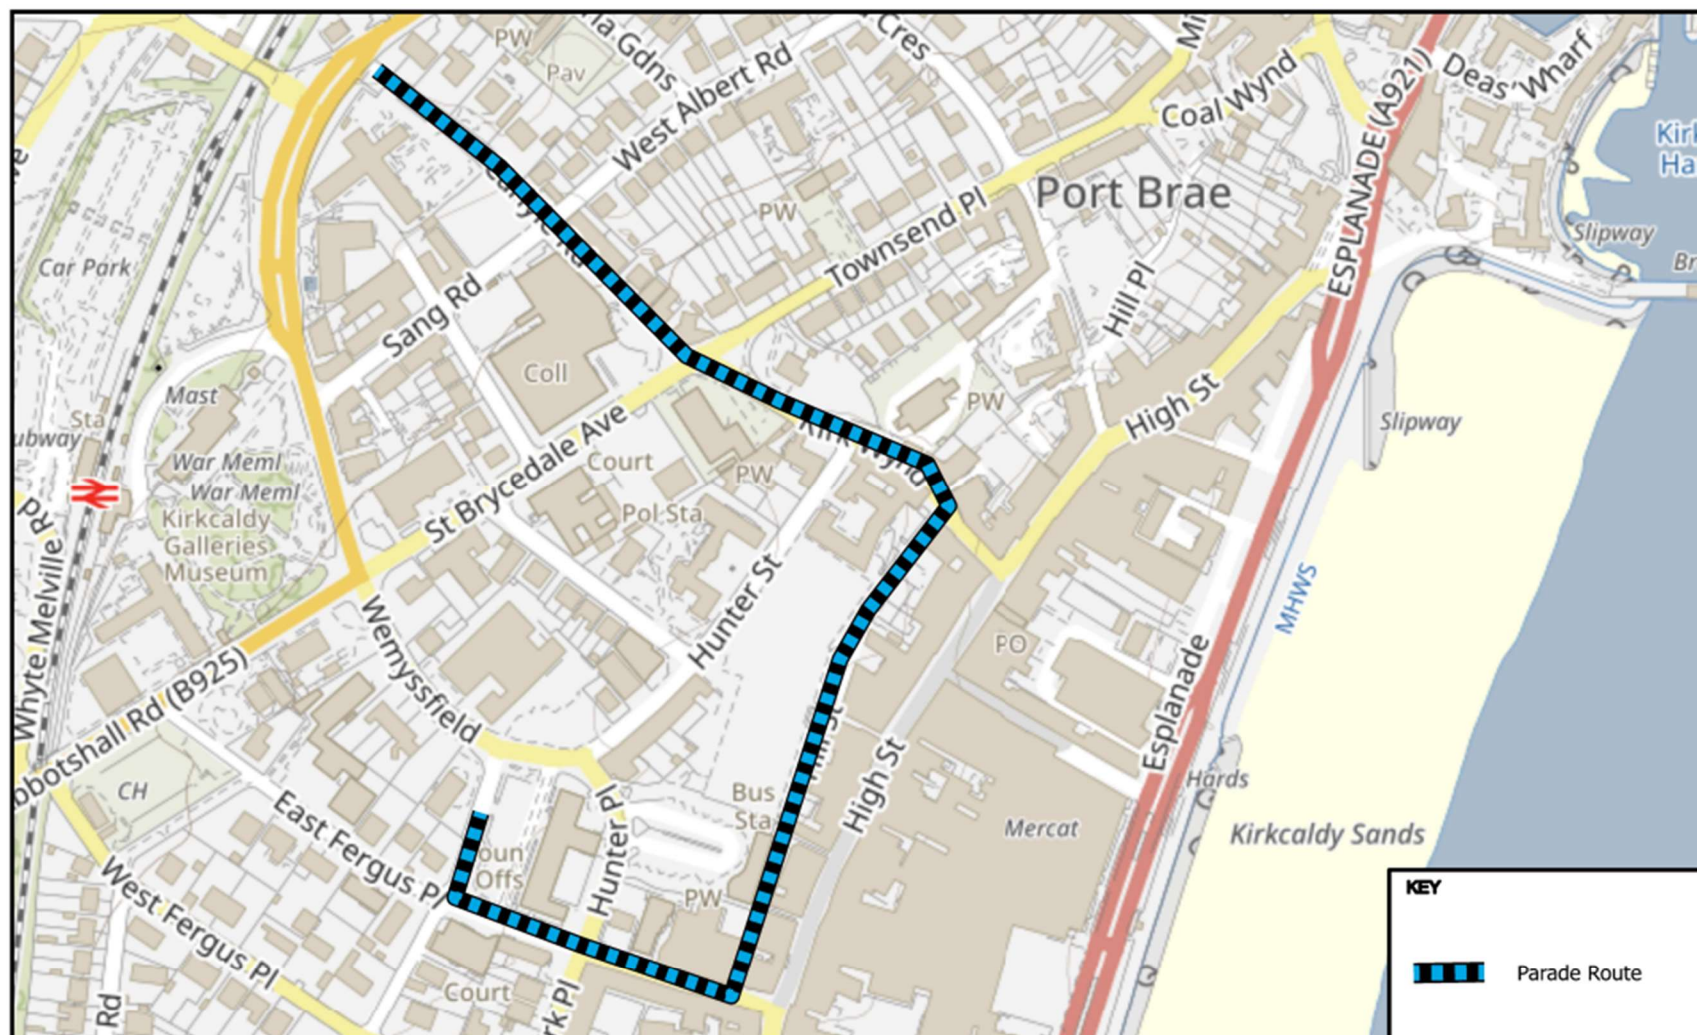 PW
Gdns
Cres
Pav
West Albert Rd
Coal Wynd
ESPLANADE (A921)
Deas' Wharf
Port Brae
PW
Townsend Pl
Slipway
Car Park
Sang Rd
Hill Pl
Coll
Mast
Sta
PW
High St
Slipway
War Meml
War Meml
Kirkcaldy
Galleries
Museum
St Brycedale Ave
Court
PW
Pol Sta
Rd
Whyte Melville
Hunter St
MHWS
Wemyssfield
PO
Esplanade
bbotshall Rd (B925)
CH
East Fergus Pl
Bus
Sta
High St
Hards
Mercat
Kirkcaldy Sands
Hunter Pl
Offs
PW
West Fergus Pl
Court
Rd
KEY
Parade Route